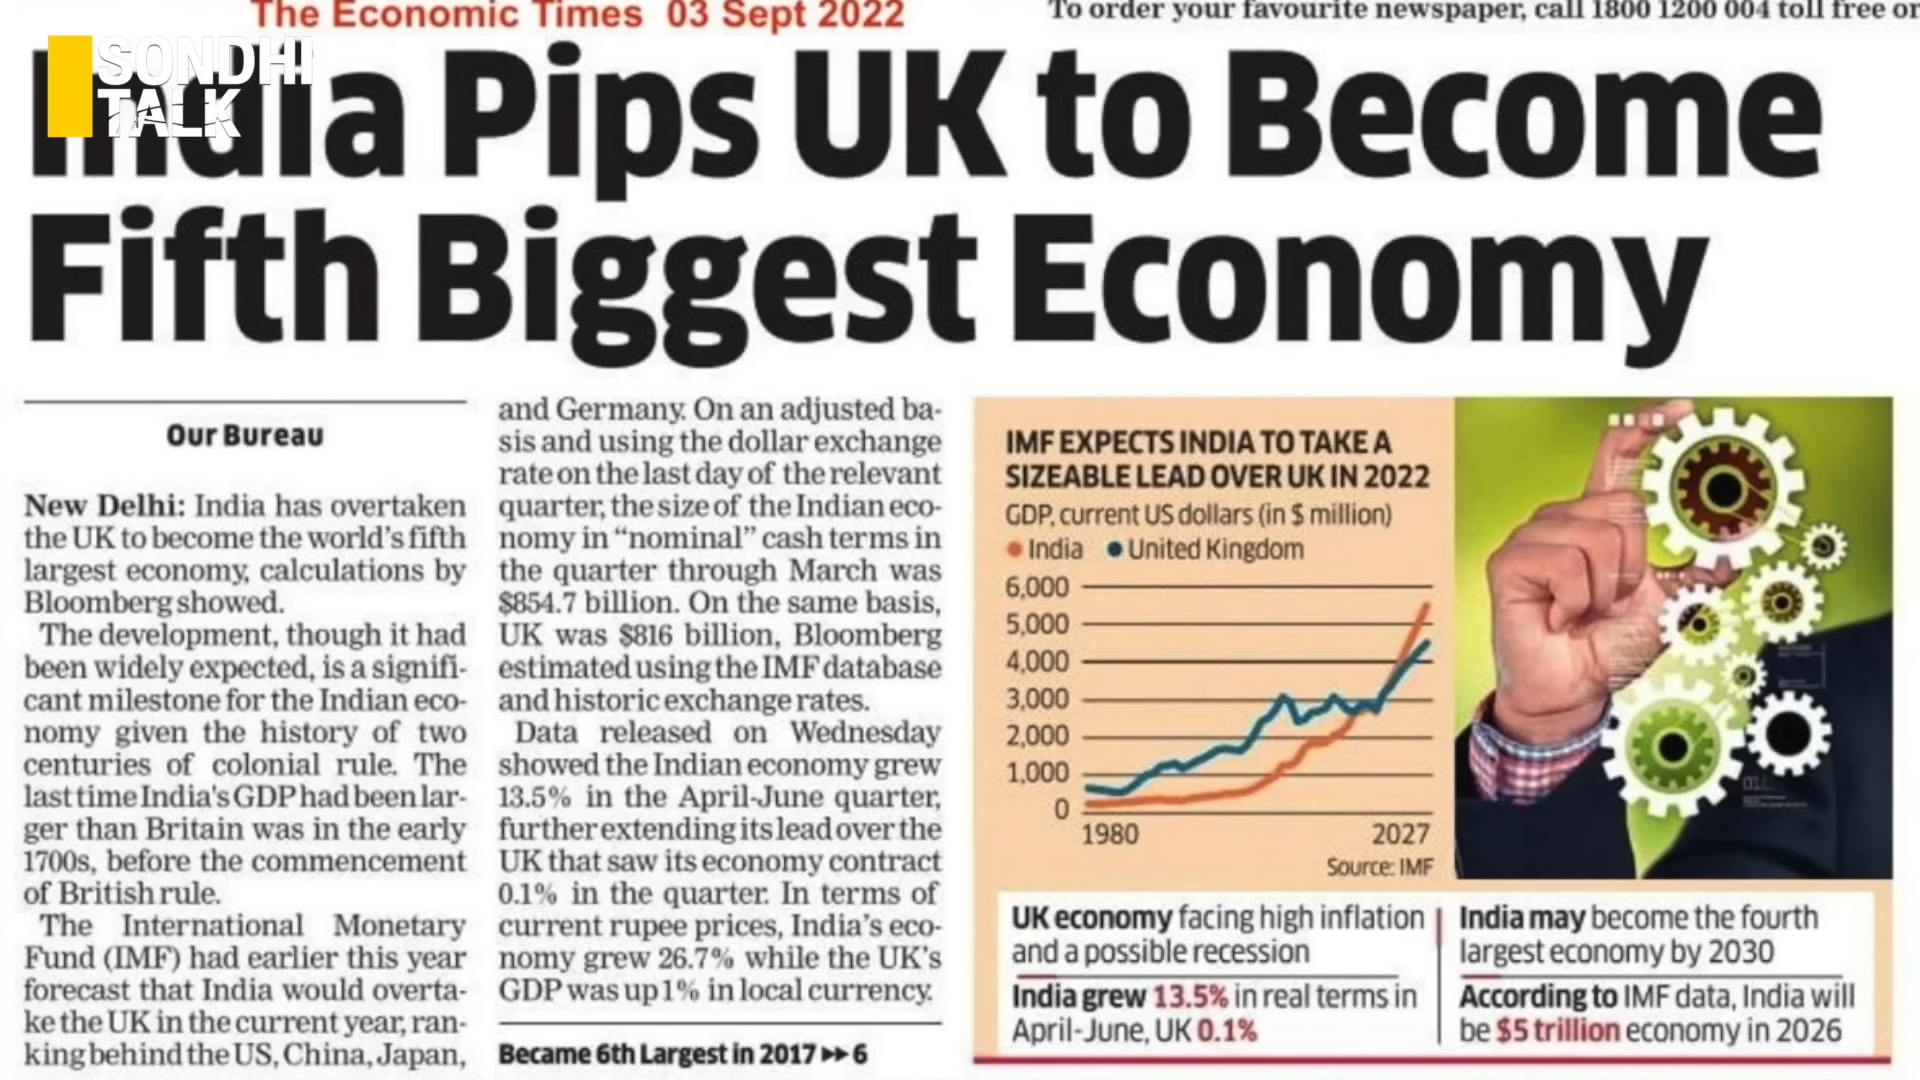 The Economic Times 03 Sept 2022
To order your favourite newspaper, call 1800 1200 004 toll free or
SONDHI
TALK
India Pips UK to Become
Fifth Biggest Economy
Our Bureau
New Delhi: India has overtaken
the UK to become the world's fifth
largest economy, calculations by
Bloomberg showed.
The development, though it had
been widely expected, is a signifi-
cant milestone for the Indian eco-
nomy given the history of two
centuries of colonial rule. The
last time India's GDP had been lar-
ger than Britain was in the early
1700s, before the commencement
of British rule.
The International Monetary
Fund (IMF) had earlier this year
forecast that India would overta-
ke the UK in the current year, ran-
king behind the US, China, Japan,
and Germany. On an adjusted ba-
sis and using the dollar exchange
rate on the last day of the relevant
quarter, the size of the Indian eco-
nomy in "nominal" cash terms in
the quarter through March was
$854.7 billion. On the same basis,
UK was $816 billion, Bloomberg
estimated using the IMF database
and historic exchange rates.
Data released on Wednesday
showed the Indian economy grew
13.5% in the April-June quarter,
further extending its lead over the
UK that saw its economy contract
0.1% in the quarter. In terms of
current rupee prices, India's eco-
nomy grew 26.7% while the UK's
GDP was up 1% in local currency.
Became 6th Largest in 2017 ▸▸ 6
IMF EXPECTS INDIA TO TAKE A
SIZEABLE LEAD OVER UK IN 2022
GDP, current US dollars (in $ million)
India United Kingdom
6,000
5,000
4,000
3,000
2,000
1,000
0
1980 2027
Source: IMF
UK economy facing high inflation
and a possible recession
India grew 13.5% in real terms in
April-June, UK 0.1%
India may become the fourth
largest economy by 2030
According to IMF data, India will
be $5 trillion economy in 2026